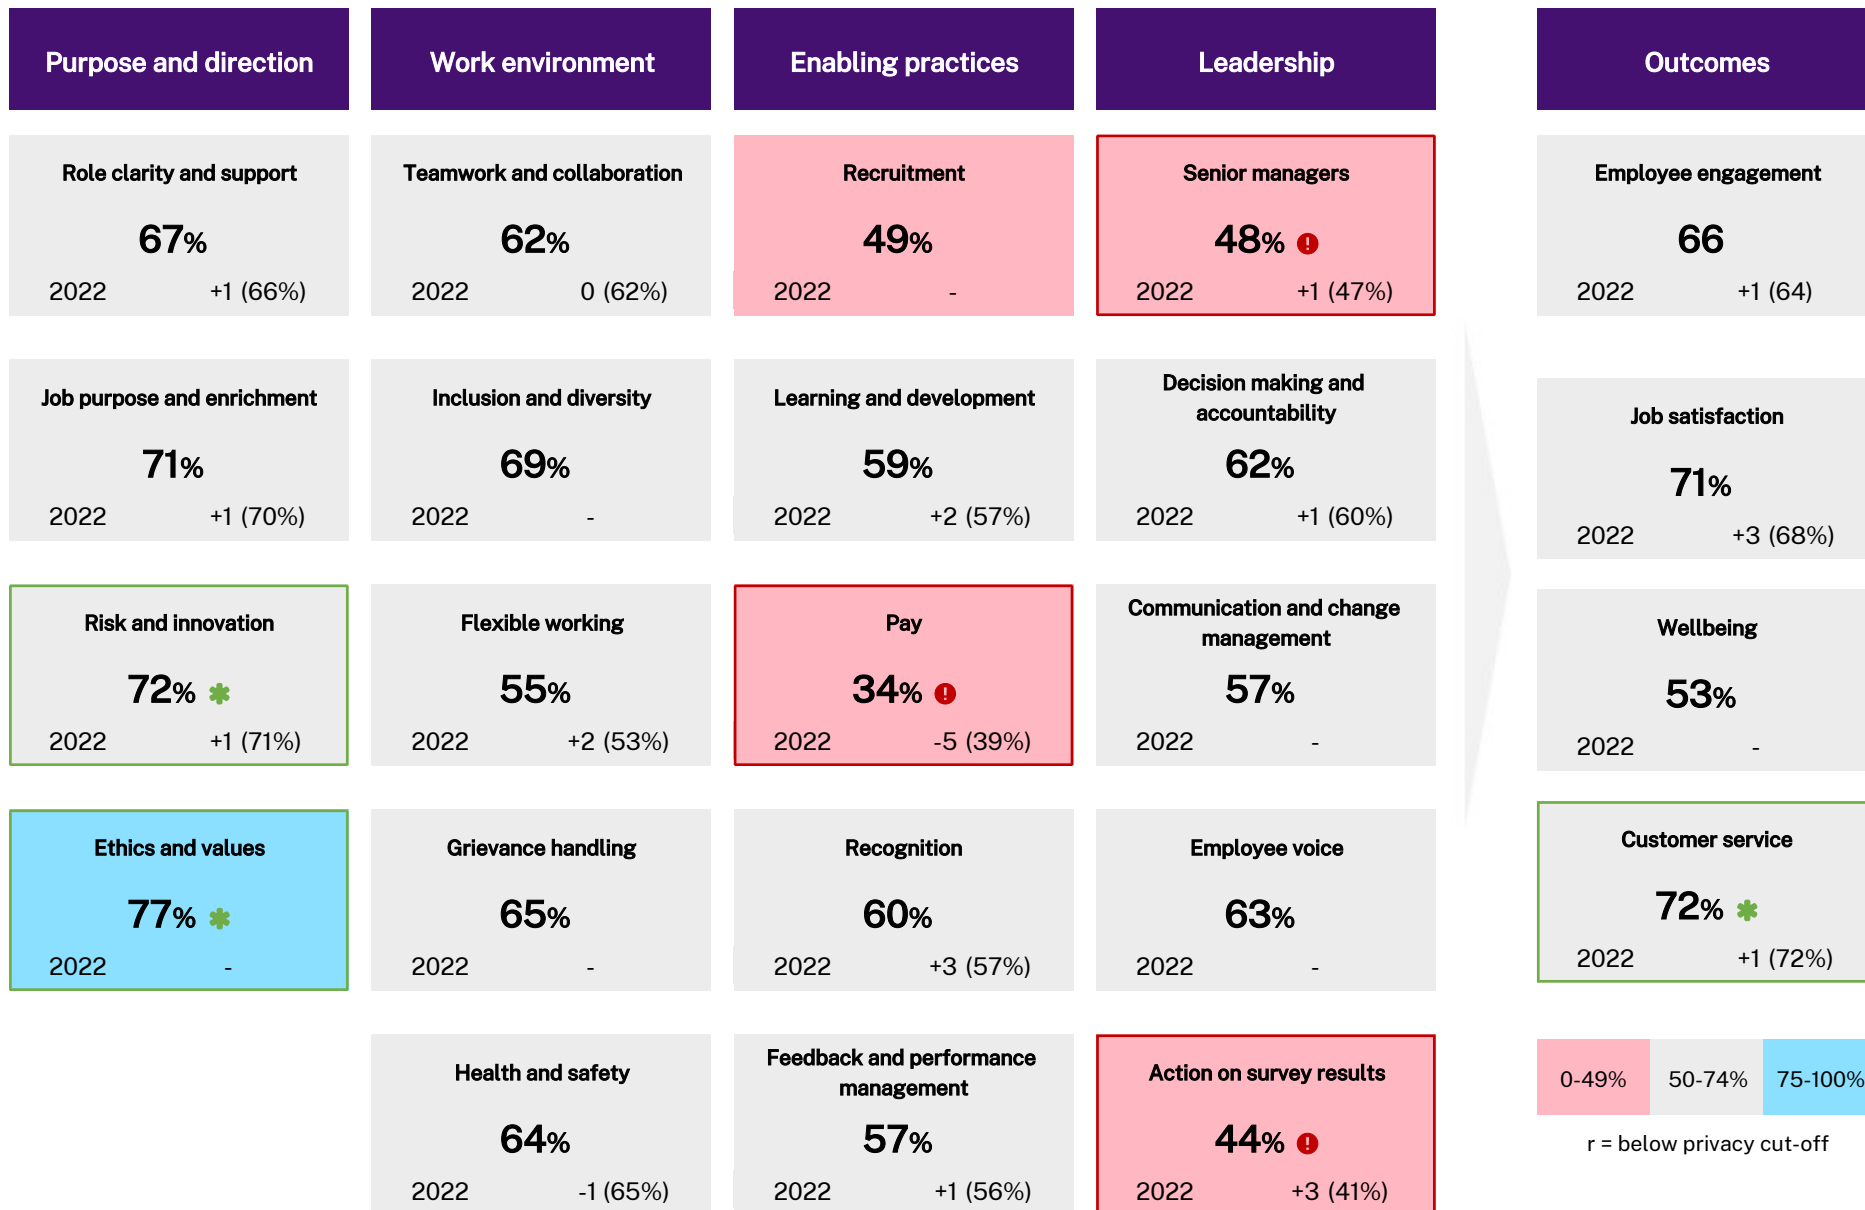 Purpose and direction
Role clarity and support
67%
2022 +1 (66%)
Job purpose and enrichment
71%
2022 +1 (70%)
Risk and innovation
72%
2022 +1 (71%)
Ethics and values
77%
2022 -
Work environment
Teamwork and collaboration
62%
2022 0 (62%)
Inclusion and diversity
69%
2022 -
Flexible working
55%
2022 +2 (53%)
Grievance handling
65%
2022 -
Health and safety
64%
2022 -1 (65%)
Enabling practices
Recruitment
49%
2022 -
Learning and development
59%
2022 +2 (57%)
Pay
34% !
2022 -5 (39%)
Recognition
60%
2022 +3 (57%)
Feedback and performance
management
57%
2022 +1 (56%)
Leadership
Senior managers
48% !
2022 +1 (47%)
Decision making and
accountability
62%
2022 +1 (60%)
Communication and change
management
57%
2022 -
Employee voice
63%
2022 -
Action on survey results
44% !
2022 +3 (41%)
Outcomes
Employee engagement
66
2022 +1 (64)
Job satisfaction
71%
2022 +3 (68%)
Wellbeing
53%
2022 -
Customer service
72%
2022 +1 (72%)
0-49% 50-74% 75-100%
r = below privacy cut-off